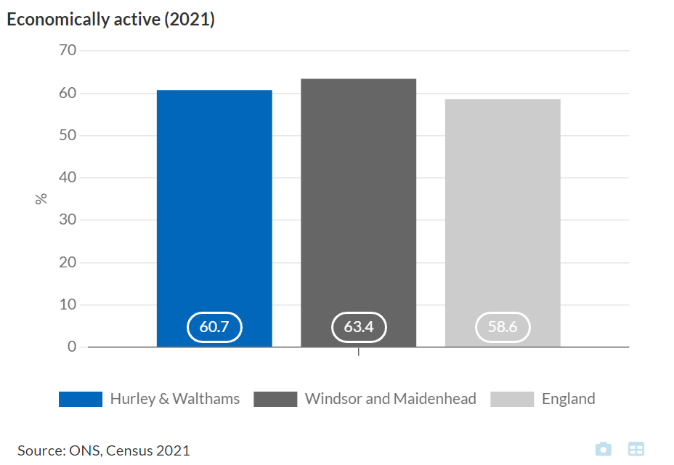 Economically active (2021)
70
60
50
40
30
20
10
0
%
60.7 63.4 58.6
Hurley & Walthams Windsor and Maidenhead England
Source: ONS, Census 2021